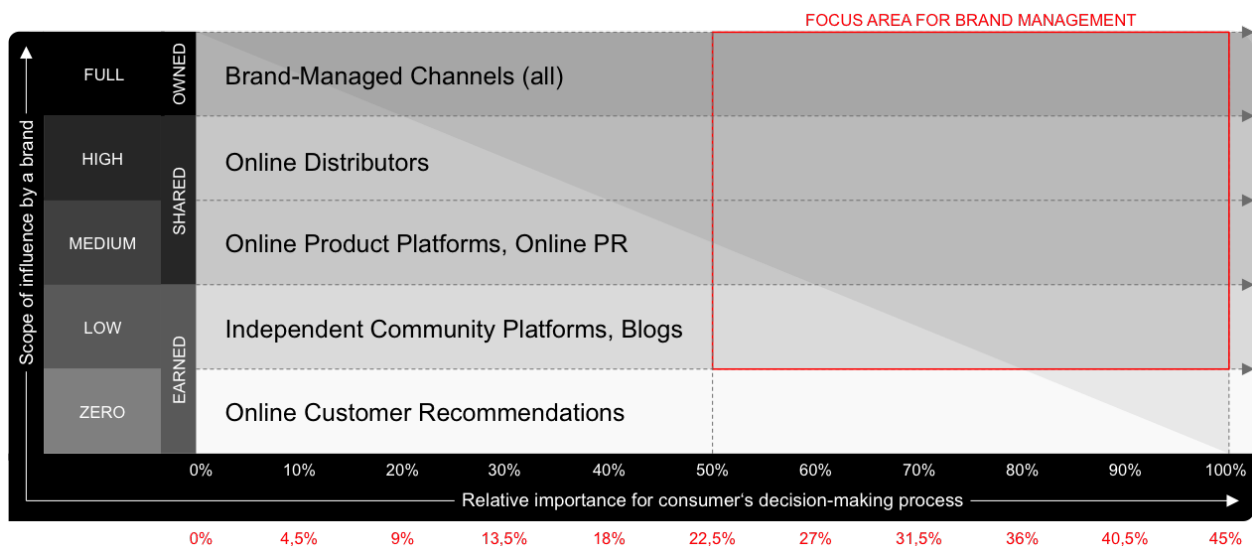 FOCUS AREA FOR BRAND MANAGEMENT
Scope of influence by a brand
FULL
OWNED
Brand-Managed Channels (all)
HIGH
SHARED
Online Distributors
MEDIUM
Online Product Platforms, Online PR
LOW
EARNED
Independent Community Platforms, Blogs
ZERO
Online Customer Recommendations
0% 10% 20% 30% 40% 50% 60% 70% 80% 90% 100%
Relative importance for consumer's decision-making process
0% 4,5% 9% 13,5% 18% 22,5% 27% 31,5% 36% 40,5% 45%